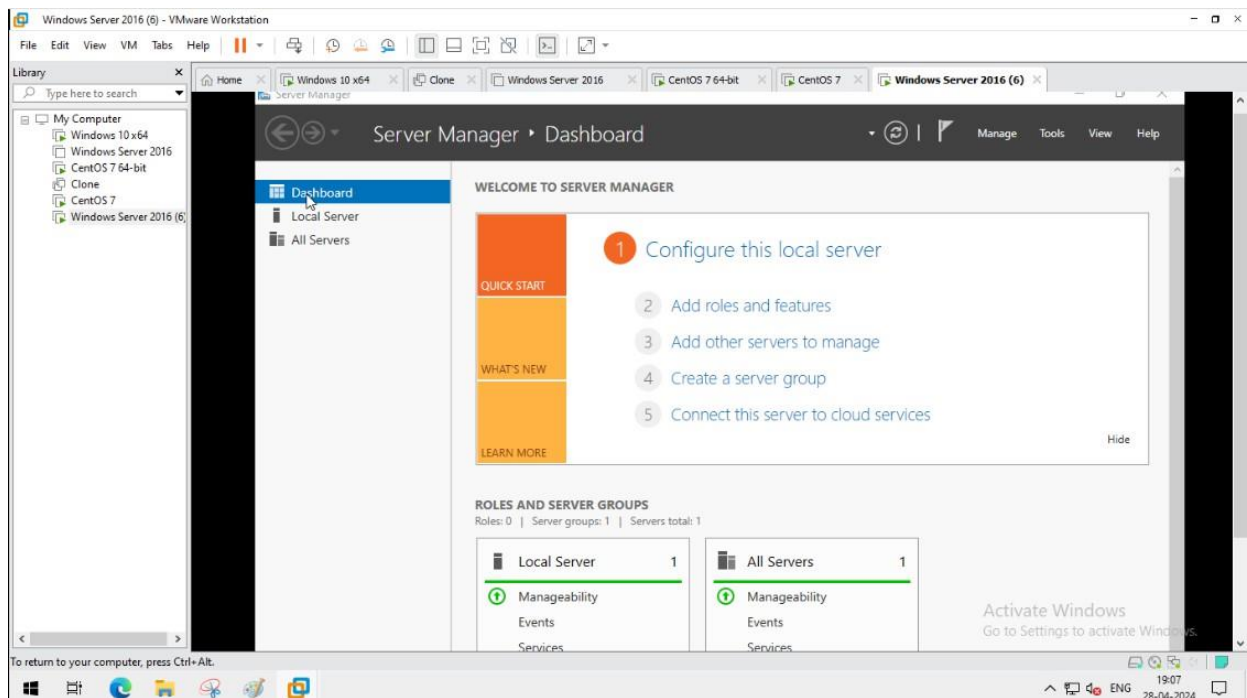 Windows Server 2016 (6) - VMware Workstation
File Edit View VM Tabs Help
Library
Type here to search
Home
Windows 10 x64
Clone
Windows Server 2016
CentOS 7 64-bit
CentOS 7
Windows Server 2016 (6)
My Computer
Windows 10 x64
Windows Server 2016
CentOS 7 64-bit
Clone
CentOS 7
Windows Server 2016 (6)
Server Manager
Server Manager • Dashboard
Manage Tools View Help
Dashboard
Local Server
All Servers
WELCOME TO SERVER MANAGER
QUICK START
WHAT'S NEW
LEARN MORE
1 Configure this local server
2 Add roles and features
3 Add other servers to manage
4 Create a server group
5 Connect this server to cloud services
Hide
ROLES AND SERVER GROUPS
Roles: 0 | Server groups: 1 | Servers total: 1
Local Server 1
Manageability
Events
Services
All Servers 1
Manageability
Events
Services
Activate Windows
Go to Settings to activate Windows.
To return to your computer, press Ctrl+Alt.
ENG
19:07
28-04-2024